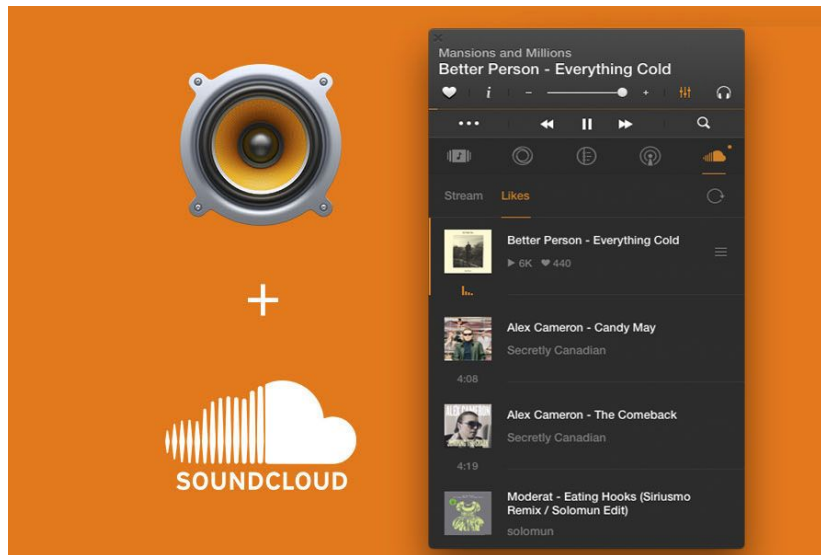 Mansions and Millions
Better Person - Everything Cold
i
- +
Stream Likes
Better Person - Everything Cold
6K 440
Alex Cameron - Candy May
Secretly Canadian
4:08
ALEX CAMERON
Alex Cameron - The Comeback
Secretly Canadian
4:19
Moderat - Eating Hooks (Siriusmo
Remix / Solomun Edit)
solomun
+
SOUNDCLOUD